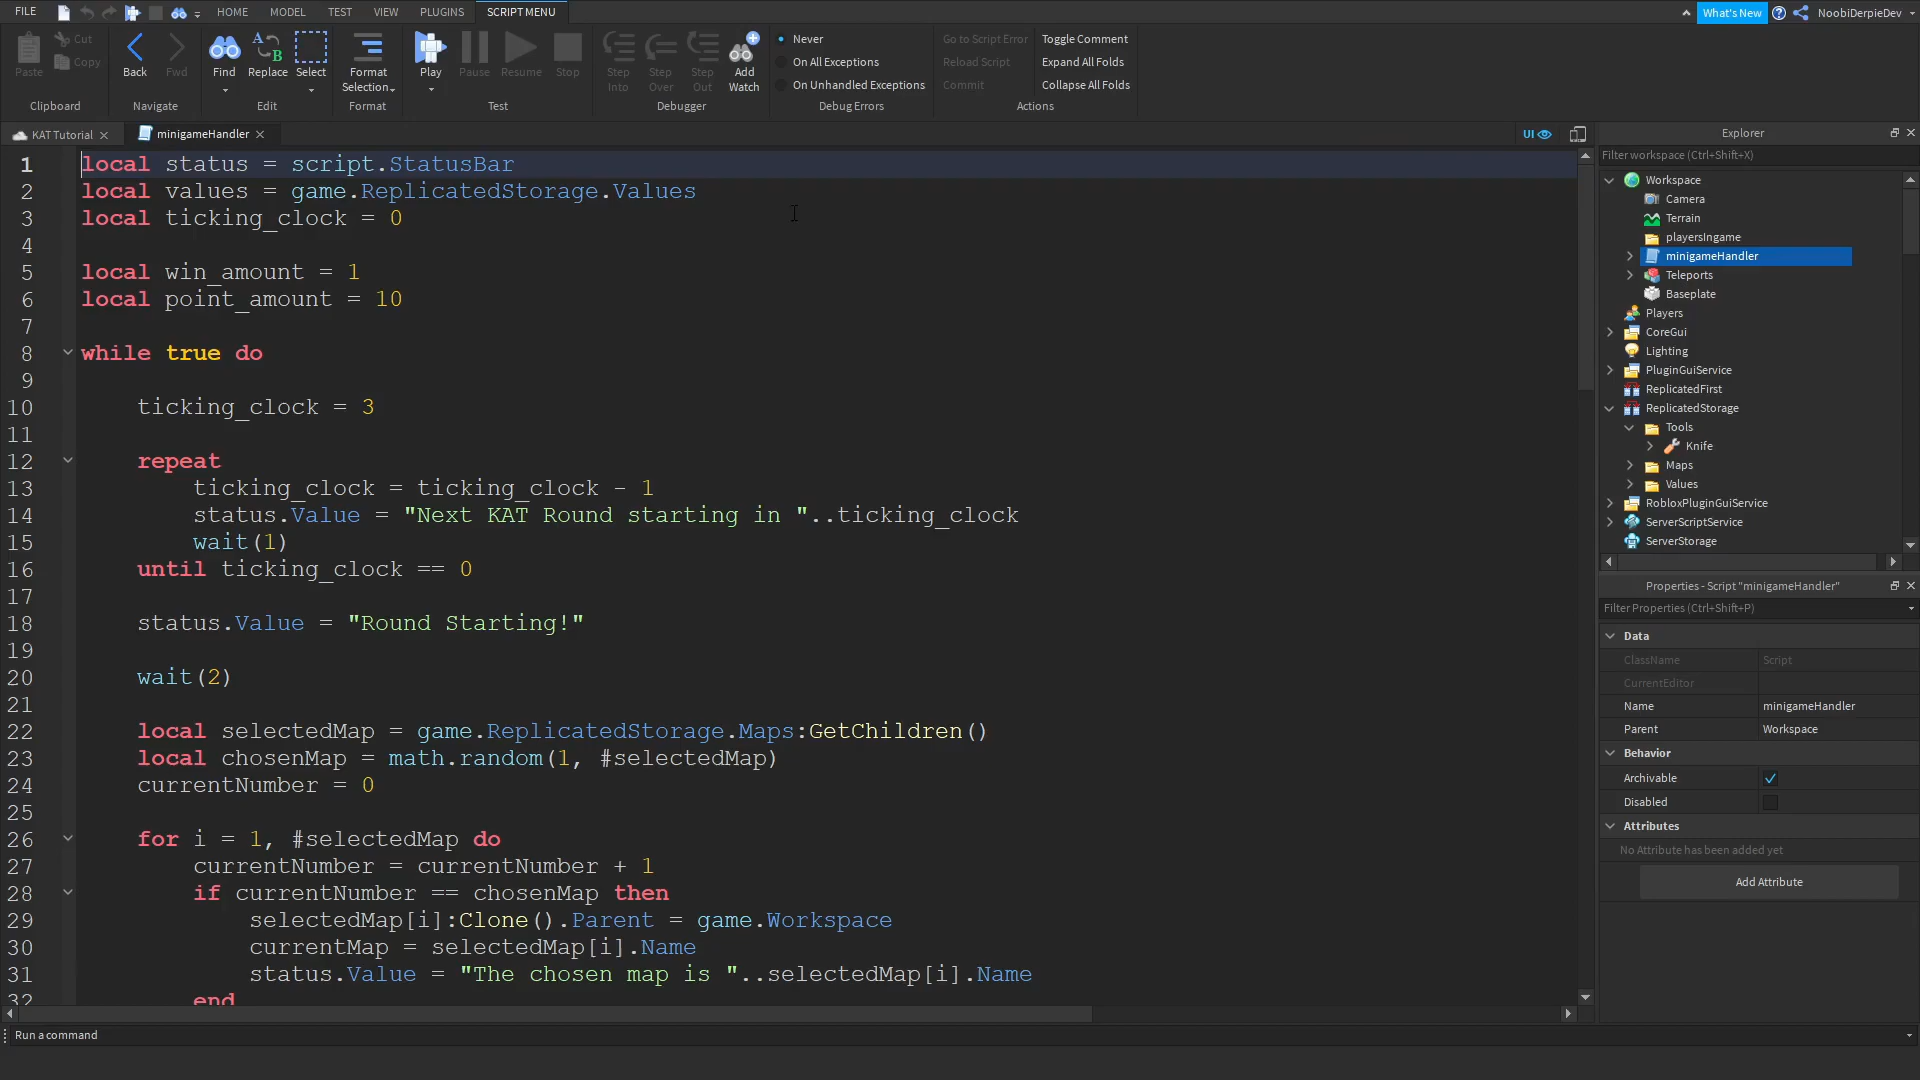 FILE HOME MODEL TEST VIEW PLUGINS SCRIPT MENU What's New NoobiDerpieDev
Paste Cut Copy Back Fwd Find Replace Select Format Selection Play Pause Resume Stop Step Into Step Over Step Out Add Watch
Never Go to Script Error Toggle Comment
On All Exceptions Reload Script Expand All Folds
On Unhandled Exceptions Commit Collapse All Folds
Clipboard Navigate Edit Format Test Debugger Debug Errors Actions
KAT Tutorial minigameHandler UI
1 local status = script.StatusBar
2 local values = game.ReplicatedStorage.Values
3 local ticking_clock = 0
4
5 local win_amount = 1
6 local point_amount = 10
7
8 while true do
9
10 ticking_clock = 3
11
12 repeat
13 ticking_clock = ticking_clock - 1
14 status.Value = "Next KAT Round starting in "..ticking_clock
15 wait(1)
16 until ticking_clock == 0
17
18 status.Value = "Round Starting!"
19
20 wait(2)
21
22 local selectedMap = game.ReplicatedStorage.Maps:GetChildren()
23 local chosenMap = math.random(1, #selectedMap)
24 currentNumber = 0
25
26 for i = 1, #selectedMap do
27 currentNumber = currentNumber + 1
28 if currentNumber == chosenMap then
29 selectedMap[i]:Clone().Parent = game.Workspace
30 currentMap = selectedMap[i].Name
31 status.Value = "The chosen map is "..selectedMap[i].Name
32 end
Run a command
Explorer
Filter workspace (Ctrl+Shift+X)
Workspace
Camera
Terrain
playersIngame
minigameHandler
Teleports
Baseplate
Players
CoreGui
Lighting
PluginGuiService
ReplicatedFirst
ReplicatedStorage
Tools
Knife
Maps
Values
RobloxPluginGuiService
ServerScriptService
ServerStorage
Properties - Script "minigameHandler"
Filter Properties (Ctrl+Shift+P)
Data
ClassName Script
CurrentEditor
Name minigameHandler
Parent Workspace
Behavior
Archivable
Disabled
Attributes
No Attribute has been added yet
Add Attribute